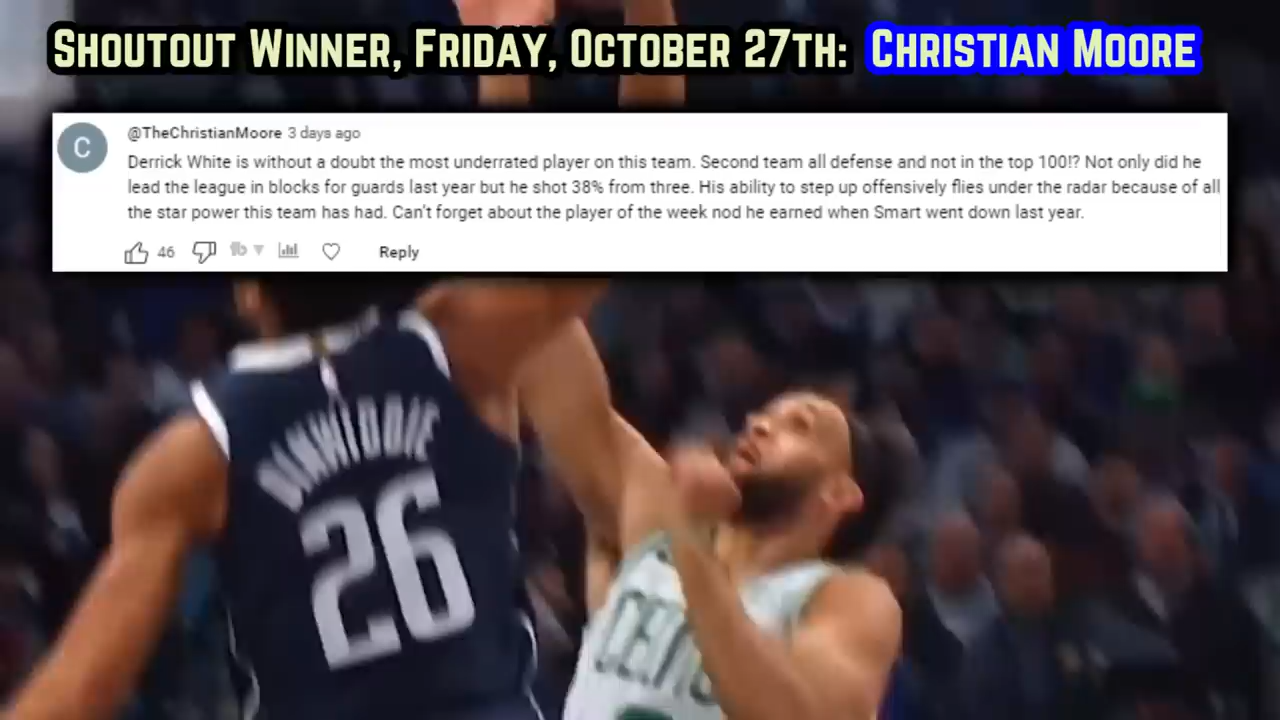 SHOUTOUT WINNER, FRIDAY, OCTOBER 27TH: CHRISTIAN MOORE
C
@TheChristianMoore 3 days ago
Derrick White is without a doubt the most underrated player on this team. Second team all defense and not in the top 100!? Not only did he
lead the league in blocks for guards last year but he shot 38% from three. His ability to step up offensively flies under the radar because of all
the star power this team has had. Can't forget about the player of the week nod he earned when Smart went down last year.
46
Reply
DINWIDDIE
26